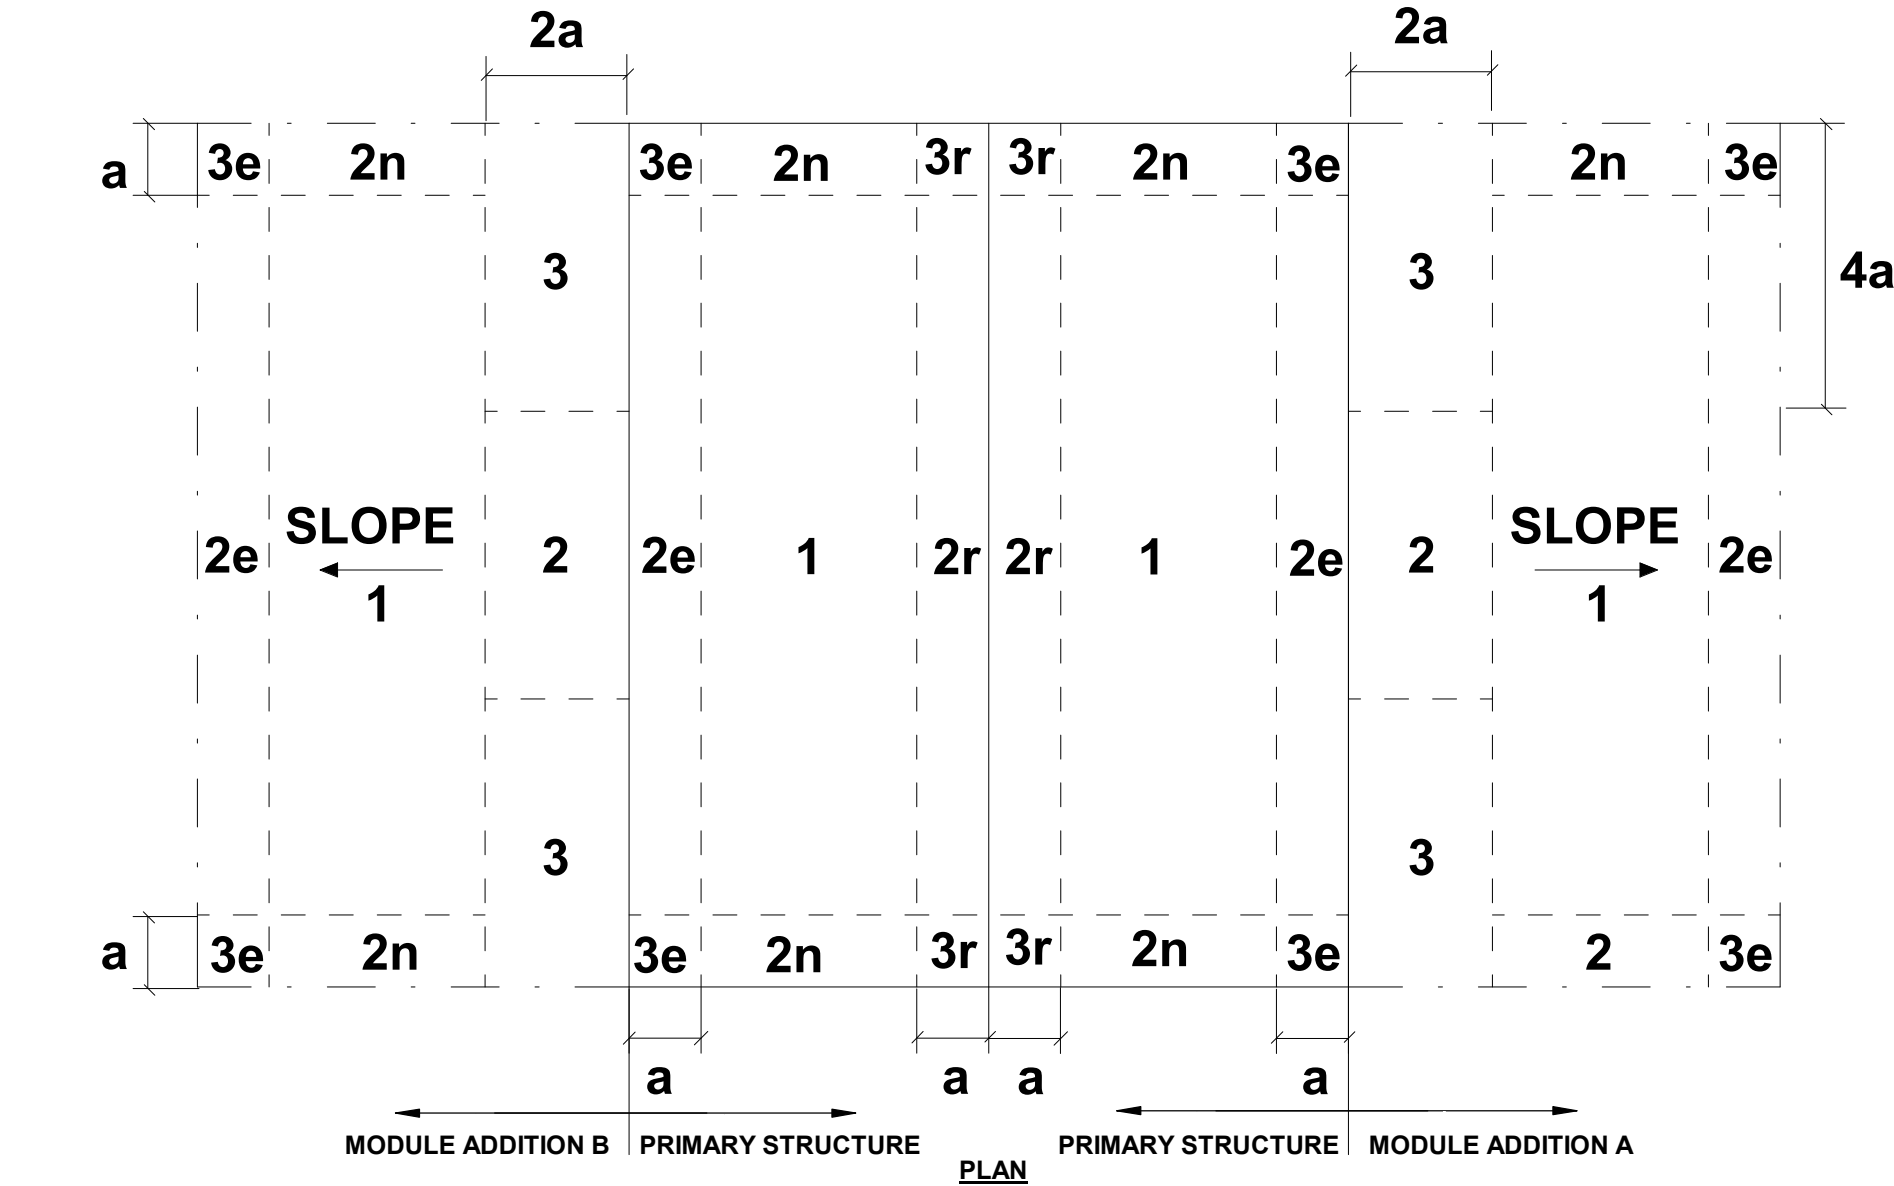 2a 2a
a 3e 2n 3e 2n 3r 3r 2n 3e 2n 3e
3 3 4a
SLOPE SLOPE
2e 2 2e 1 2r 2r 1 2e 2 2e
1 1
3 3
a 3e 2n 3e 2n 3r 3r 2n 3e 2 3e
a a a a
MODULE ADDITION B PRIMARY STRUCTURE PRIMARY STRUCTURE MODULE ADDITION A
PLAN